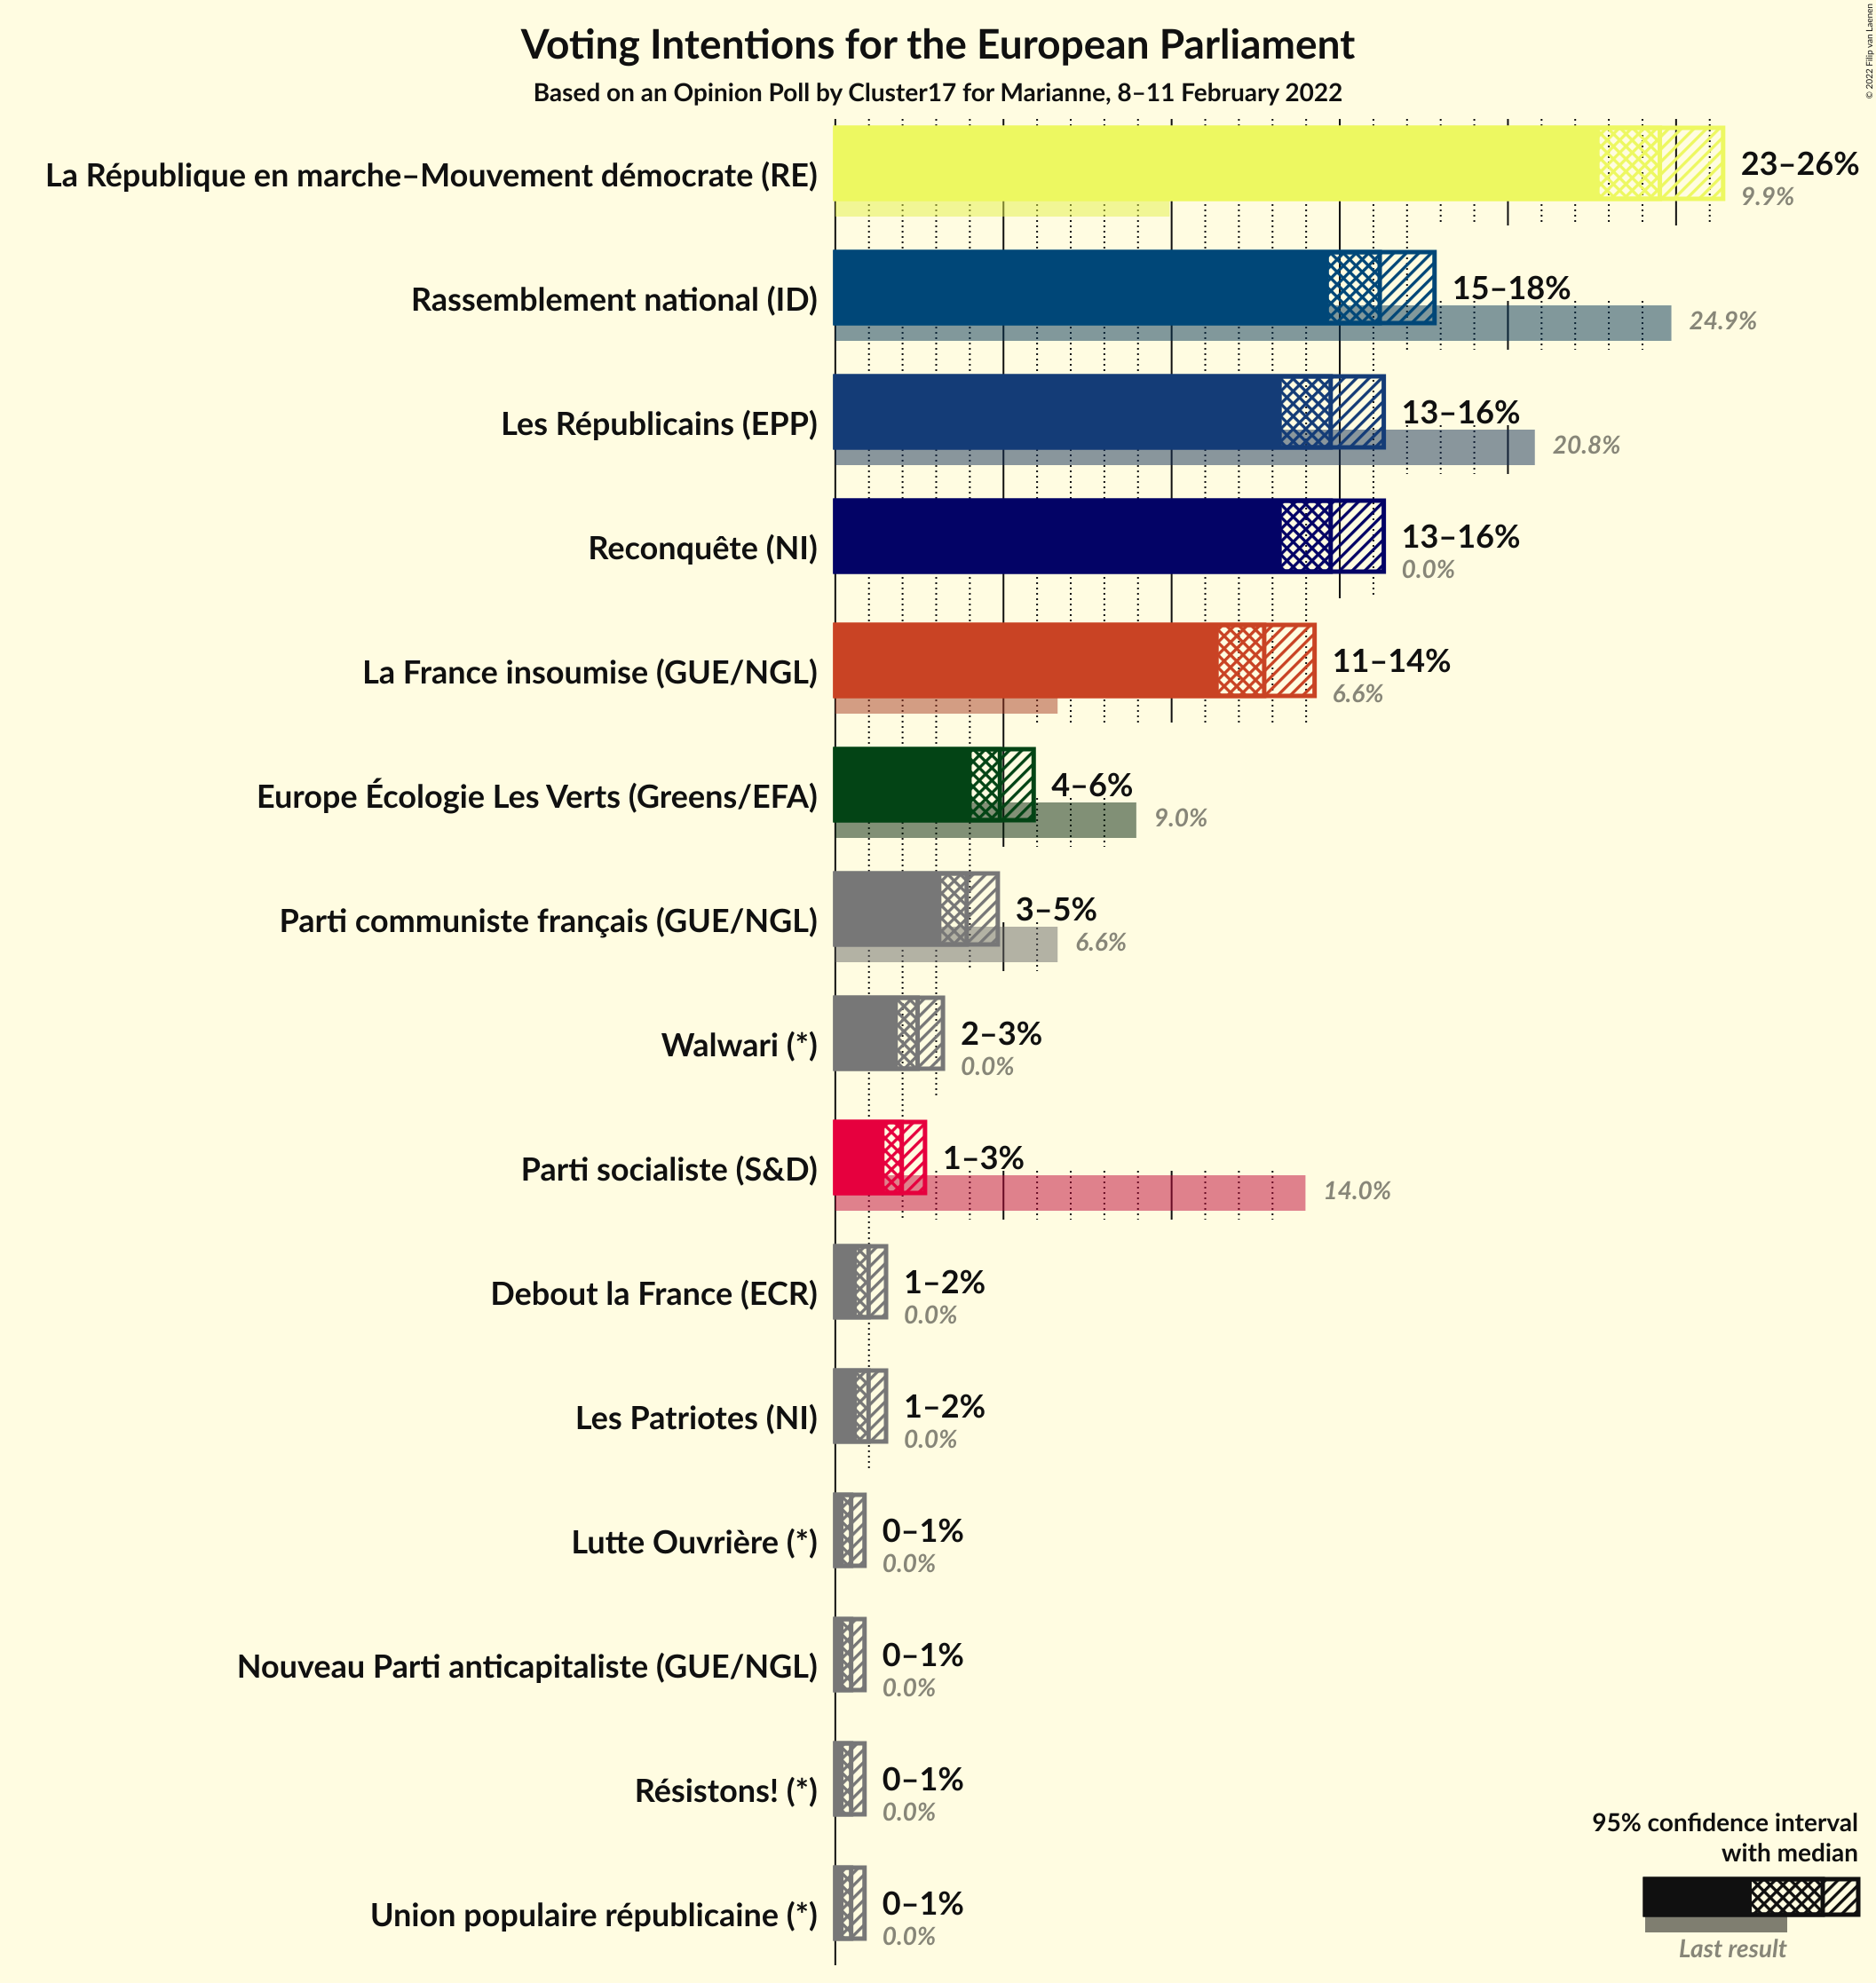 Voting Intentions for the European Parliament
Based on an Opinion Poll by Cluster17 for Marianne, 8–11 February 2022
© 2022 Filip van Laenen
La République en marche–Mouvement démocrate (RE)
23–26%
9.9%
Rassemblement national (ID)
15–18%
24.9%
Les Républicains (EPP)
13–16%
20.8%
Reconquête (NI)
13–16%
0.0%
La France insoumise (GUE/NGL)
11–14%
6.6%
Europe Écologie Les Verts (Greens/EFA)
4–6%
9.0%
Parti communiste français (GUE/NGL)
3–5%
6.6%
Walwari (*)
2–3%
0.0%
Parti socialiste (S&D)
1–3%
14.0%
Debout la France (ECR)
1–2%
0.0%
Les Patriotes (NI)
1–2%
0.0%
Lutte Ouvrière (*)
0–1%
0.0%
Nouveau Parti anticapitaliste (GUE/NGL)
0–1%
0.0%
Résistons! (*)
0–1%
0.0%
Union populaire républicaine (*)
0–1%
0.0%
95% confidence interval
with median
Last result